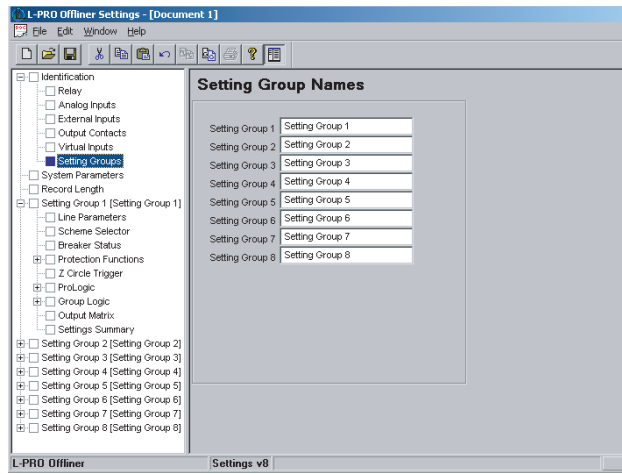 L-PRO Offliner Settings - [Document 1]
File Edit Window Help
Identification
Relay
Analog Inputs
External Inputs
Output Contacts
Virtual Inputs
Setting Groups
System Parameters
Record Length
Setting Group 1 [Setting Group 1]
Line Parameters
Scheme Selector
Breaker Status
Protection Functions
Z Circle Trigger
ProLogic
Group Logic
Output Matrix
Settings Summary
Setting Group 2 [Setting Group 2]
Setting Group 3 [Setting Group 3]
Setting Group 4 [Setting Group 4]
Setting Group 5 [Setting Group 5]
Setting Group 6 [Setting Group 6]
Setting Group 7 [Setting Group 7]
Setting Group 8 [Setting Group 8]
Setting Group Names
Setting Group 1 Setting Group 1
Setting Group 2 Setting Group 2
Setting Group 3 Setting Group 3
Setting Group 4 Setting Group 4
Setting Group 5 Setting Group 5
Setting Group 6 Setting Group 6
Setting Group 7 Setting Group 7
Setting Group 8 Setting Group 8
L-PRO Offliner Settings v8